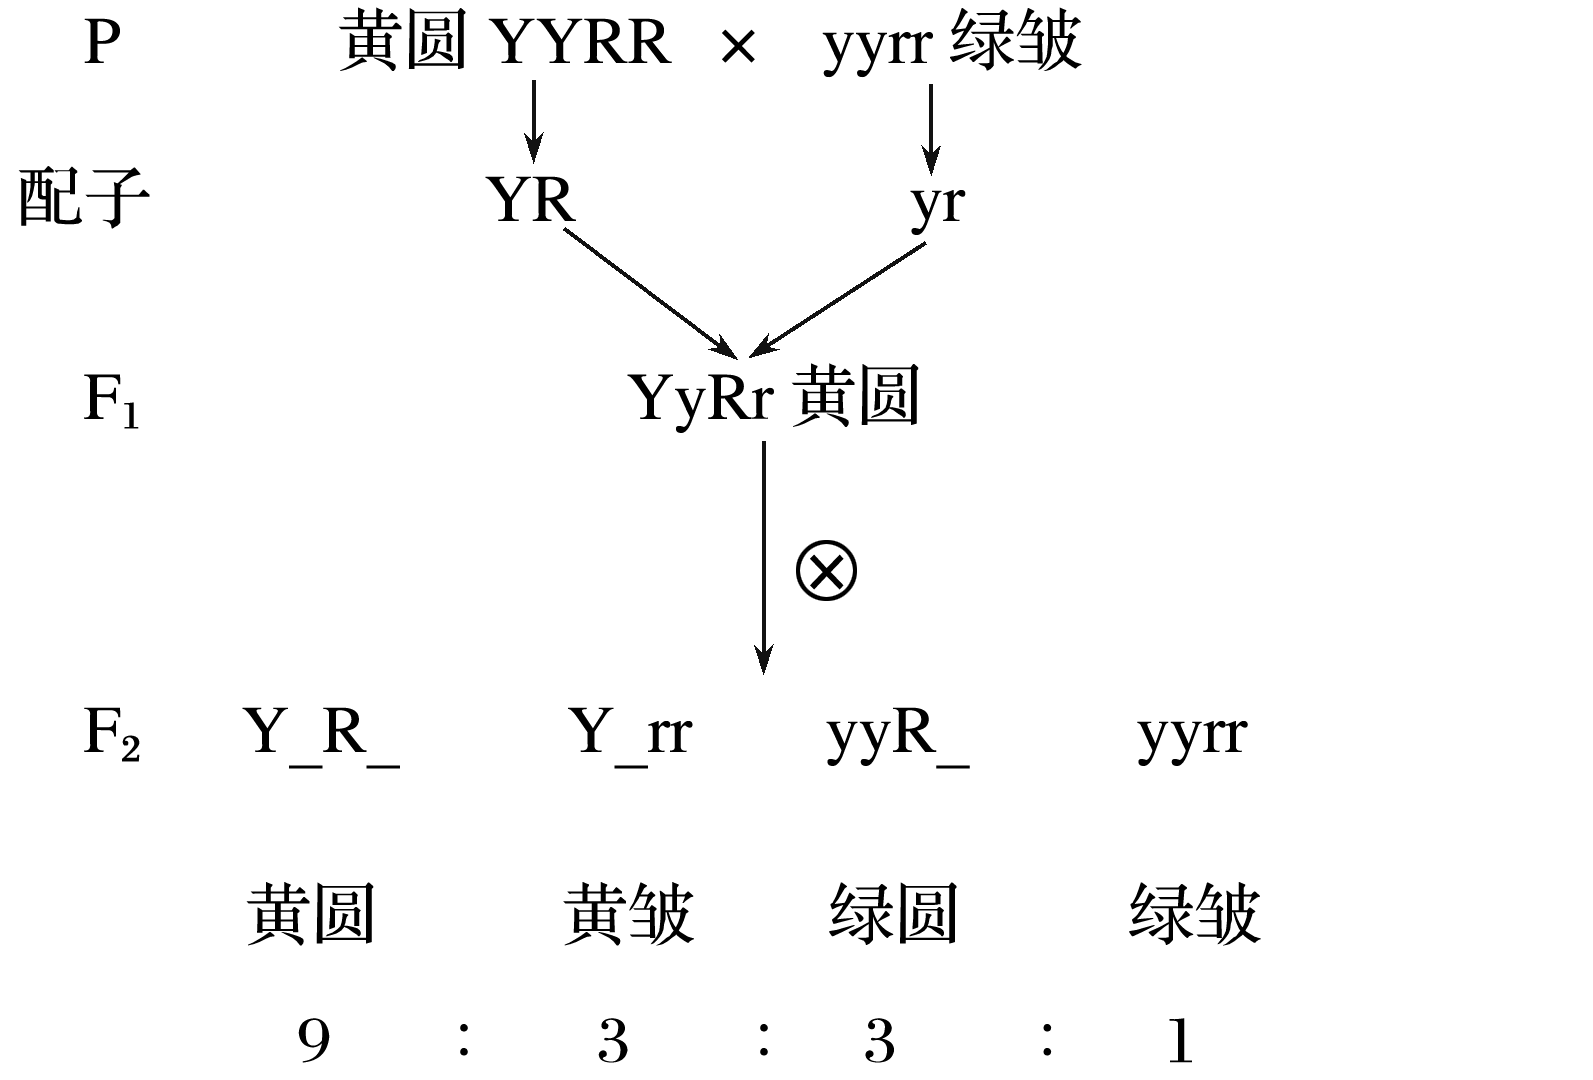 P 黄圆 YYRR × yyrr 绿皱
配子 YR yr
F₁ YyRr 黄圆
⊗
F₂ Y_R_ Y_rr yyR_ yyrr
黄圆 黄皱 绿圆 绿皱
9 : 3 : 3 : 1